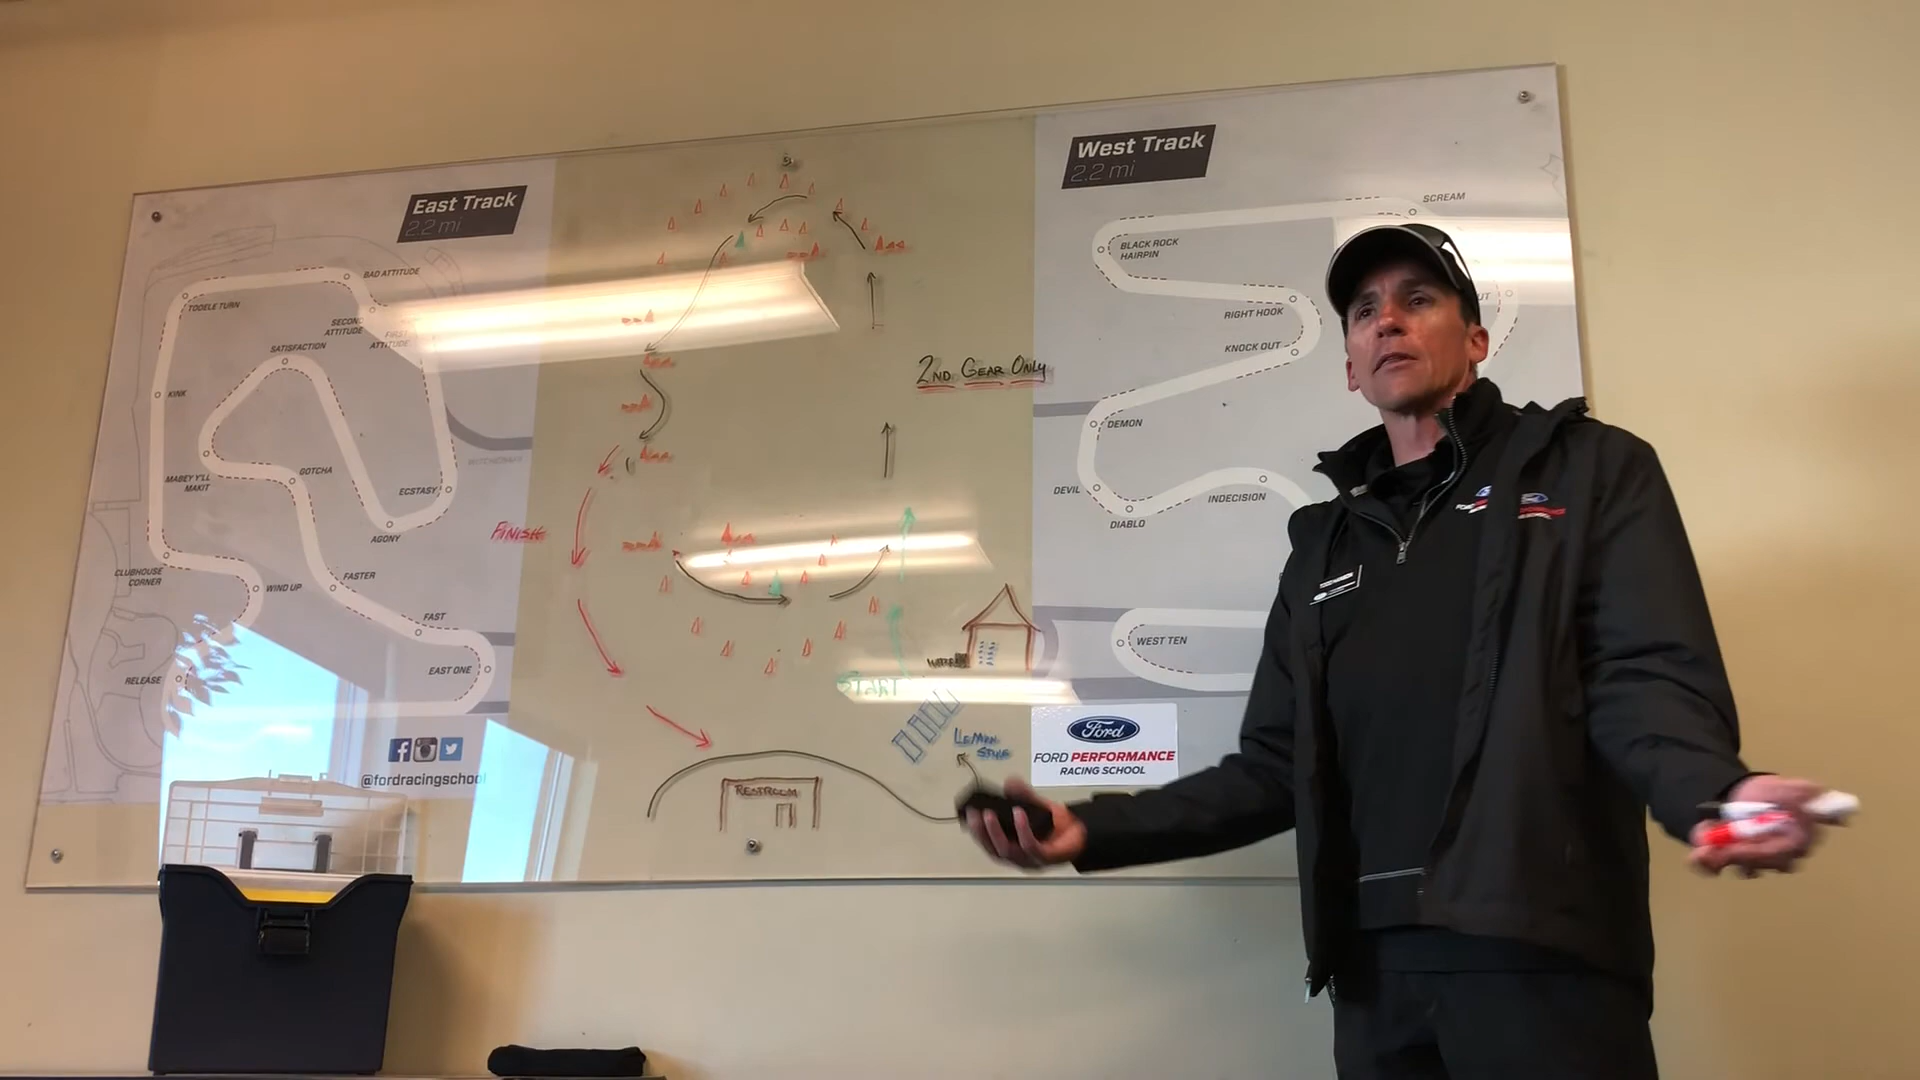 East Track
2.2 mi
BAD ATTITUDE
TOOELE TURN
SECOND
ATTITUDE
FIRST
ATTITUDE
SATISFACTION
KINK
MABEY Y'LL
MAKIT
GOTCHA
ECSTASY
AGONY
CLUBHOUSE
CORNER
WIND UP
FASTER
FAST
EAST ONE
RELEASE
@fordracingschool
2ND GEAR ONLY
FINISH
START
LEMAN
STYLE
RESTROOM
West Track
2.2 mi
SCREAM
BLACK ROCK
HAIRPIN
RIGHT HOOK
KNOCK OUT
DEMON
DEVIL
INDECISION
DIABLO
WEST TEN
Ford
FORD PERFORMANCE
RACING SCHOOL